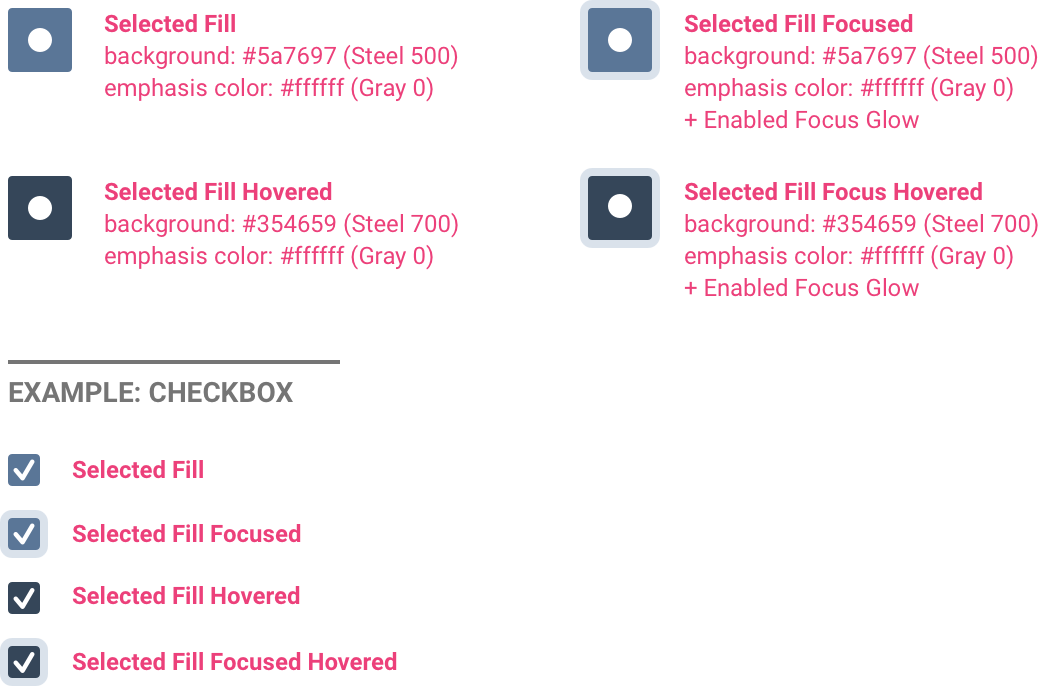 Selected Fill
background: #5a7697 (Steel 500)
emphasis color: #ffffff (Gray 0)
Selected Fill Focused
background: #5a7697 (Steel 500)
emphasis color: #ffffff (Gray 0)
+ Enabled Focus Glow
Selected Fill Hovered
background: #354659 (Steel 700)
emphasis color: #ffffff (Gray 0)
Selected Fill Focus Hovered
background: #354659 (Steel 700)
emphasis color: #ffffff (Gray 0)
+ Enabled Focus Glow
EXAMPLE: CHECKBOX
Selected Fill
Selected Fill Focused
Selected Fill Hovered
Selected Fill Focused Hovered